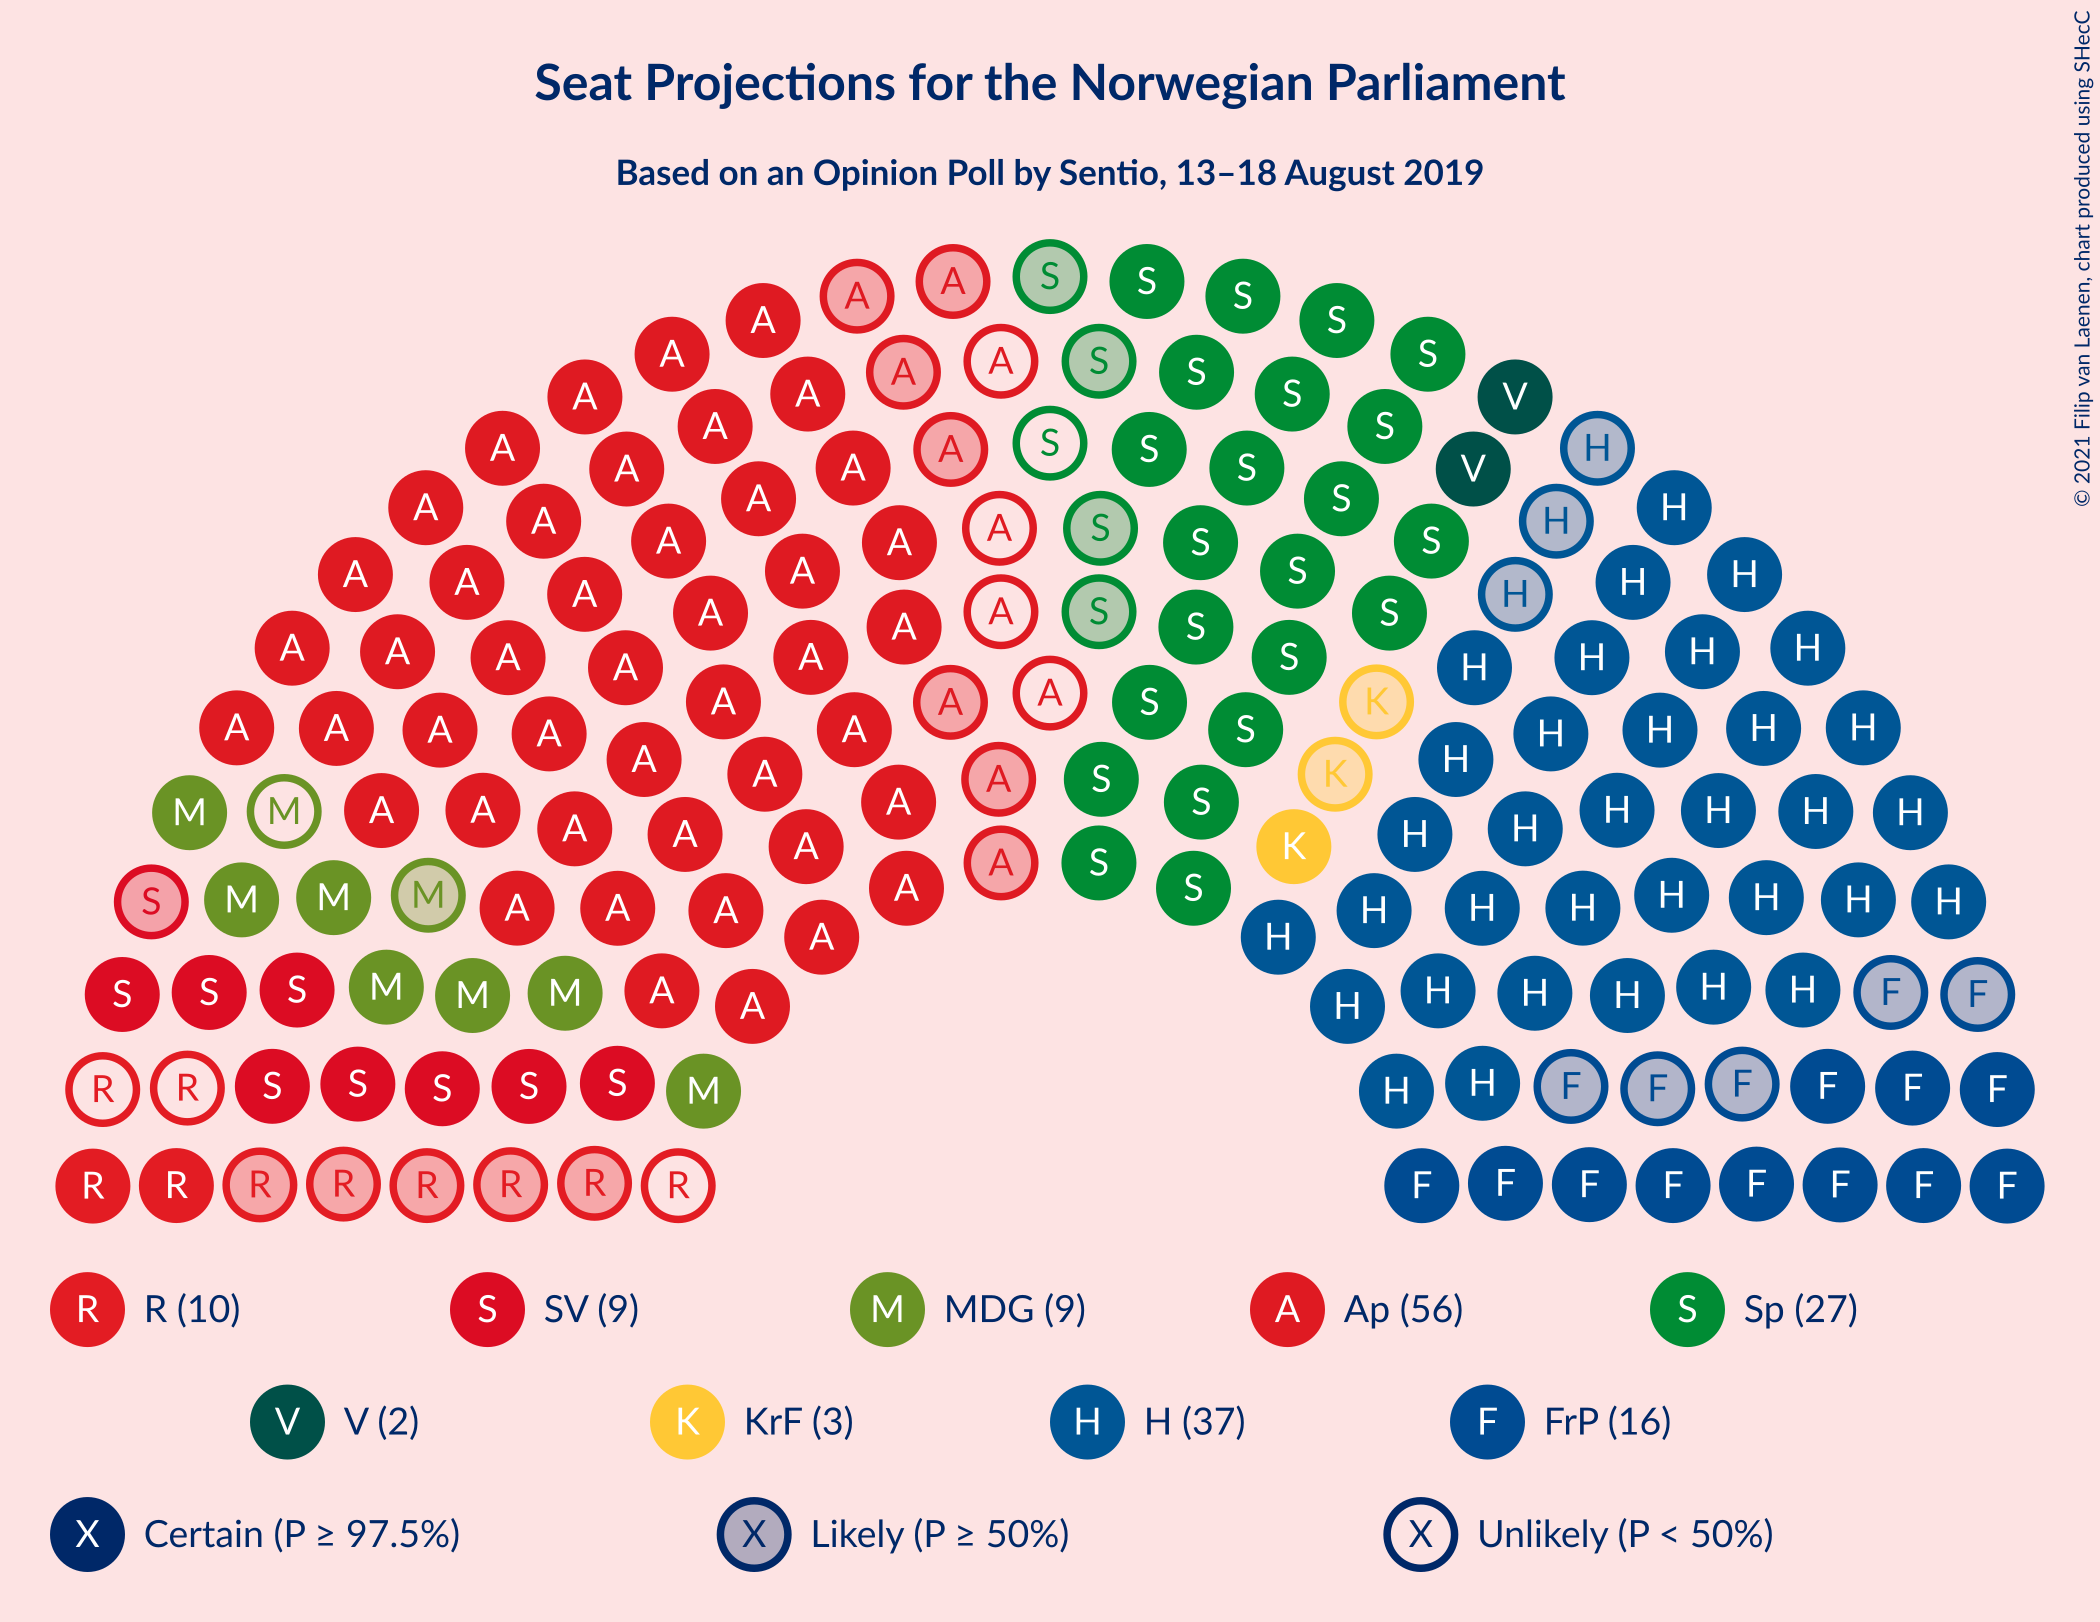 Seat Projections for the Norwegian Parliament
Based on an Opinion Poll by Sentio, 13–18 August 2019
© 2021 Filip van Laenen, chart produced using SHecC
A A S S S
A S
A A A S S
A A S S V
A A S H
A A S S
A A A S S V
A A S H
A A S H
A A A S S
A A A S S H
A A S H
A A A S S H
A A A S S H
A A A S S H
A A A S H H
A A A K H
A A A S S H H
A A A A S H H
A A S K H
A A S S
M M A A H H H H
A A A H H
A K
A S
S M M M A A S H H H H
A A A H H H
A H
S S S M M M A H H H H H F F
A H
R R S S S S S M H H F F F F F F
R R R R R R R R F F F F F F F F
R R (10) S SV (9) M MDG (9) A Ap (56) S Sp (27)
V V (2) K KrF (3) H H (37) F FrP (16)
X Certain (P ≥ 97.5%) X Likely (P ≥ 50%) X Unlikely (P < 50%)